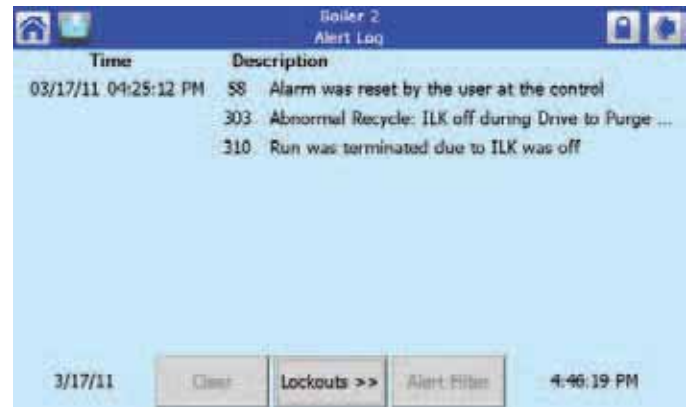 Boiler 2
Alert Log
Time Description
03/17/11 04:25:12 PM 58 Alarm was reset by the user at the control
303 Abnormal Recycle: ILK off during Drive to Purge ...
310 Run was terminated due to ILK was off
3/17/11 Clear Lockouts >> Alert Filter 4:46:19 PM